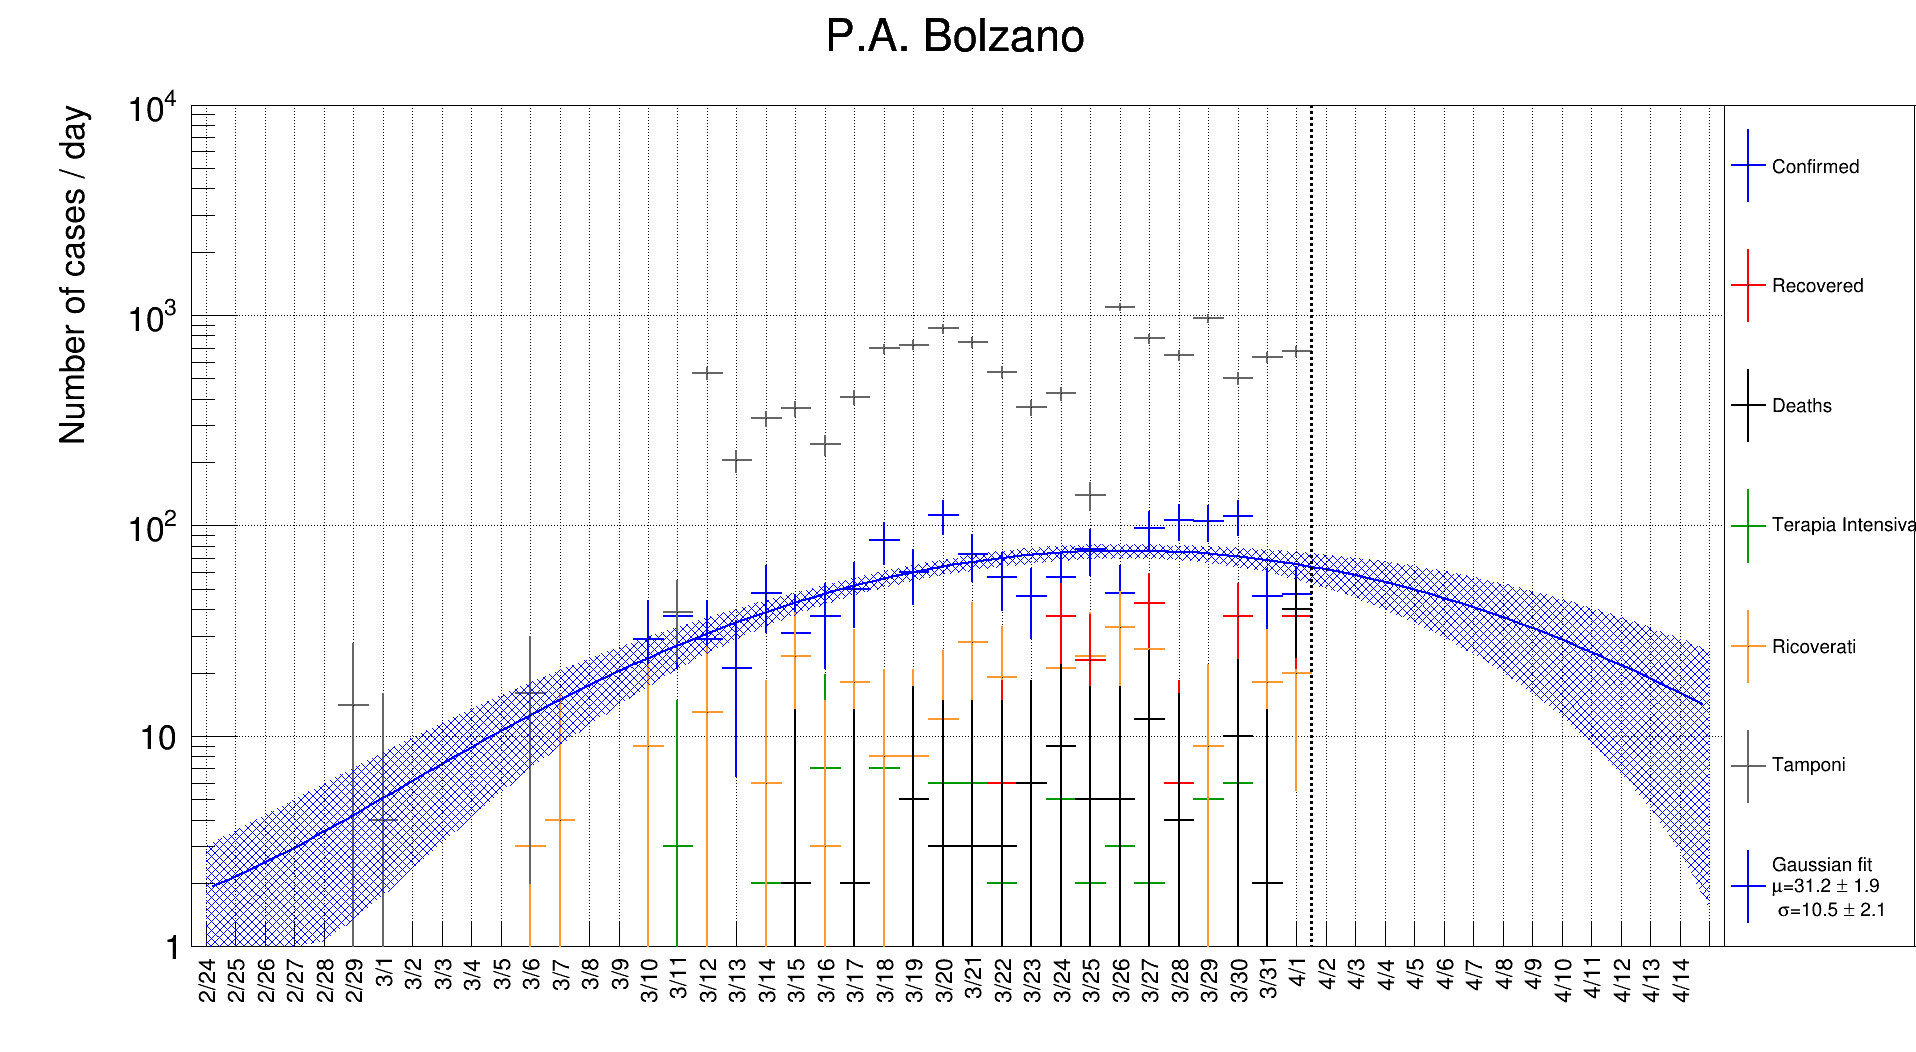 P.A. Bolzano
Number of cases / day
10⁴
10³
10²
10
1
2/24 2/25 2/26 2/27 2/28 2/29 3/1 3/2 3/3 3/4 3/5 3/6 3/7 3/8 3/9 3/10 3/11 3/12 3/13 3/14 3/15 3/16 3/17 3/18 3/19 3/20 3/21 3/22 3/23 3/24 3/25 3/26 3/27 3/28 3/29 3/30 3/31 4/1 4/2 4/3 4/4 4/5 4/6 4/7 4/8 4/9 4/10 4/11 4/12 4/13 4/14
Confirmed
Recovered
Deaths
Terapia Intensiva
Ricoverati
Tamponi
Gaussian fit
μ=31.2 ± 1.9
σ=10.5 ± 2.1